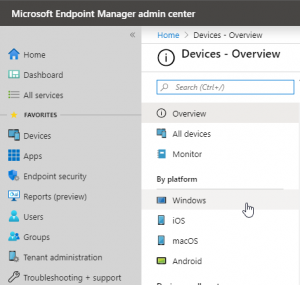 Microsoft Endpoint Manager admin center
«
Home
Dashboard
All services
FAVORITES
Devices
Apps
Endpoint security
Reports (preview)
Users
Groups
Tenant administration
Troubleshooting + support
Home > Devices - Overview
Devices - Overview
Search (Ctrl+/)
Overview
All devices
Monitor
By platform
Windows
iOS
macOS
Android